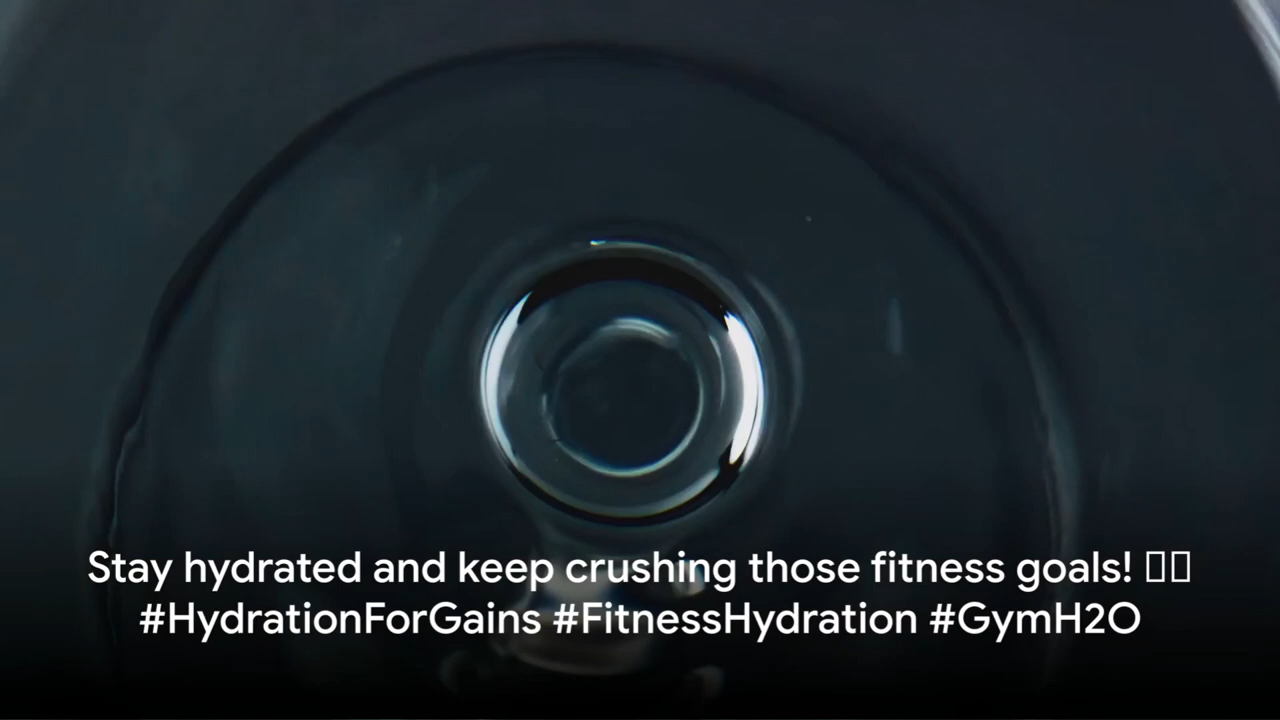 Stay hydrated and keep crushing those fitness goals! 
#HydrationForGains #FitnessHydration #GymH2O